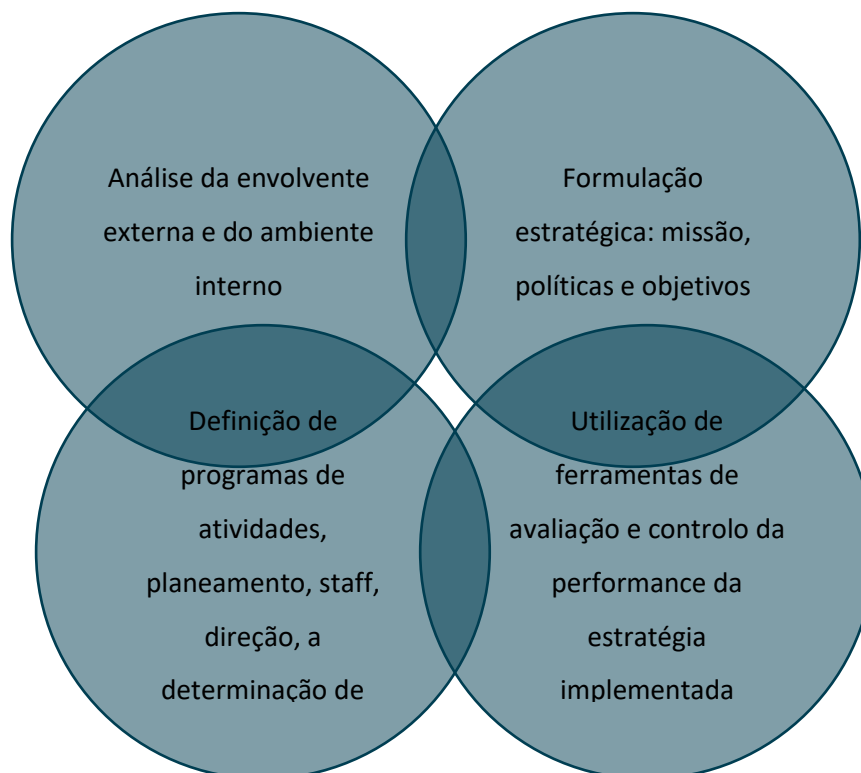 Análise da envolvente
externa e do ambiente
interno
Formulação
estratégica: missão,
políticas e objetivos
Definição de
programas de
atividades,
planeamento, staff,
direção, a
determinação de
Utilização de
ferramentas de
avaliação e controlo da
performance da
estratégia
implementada